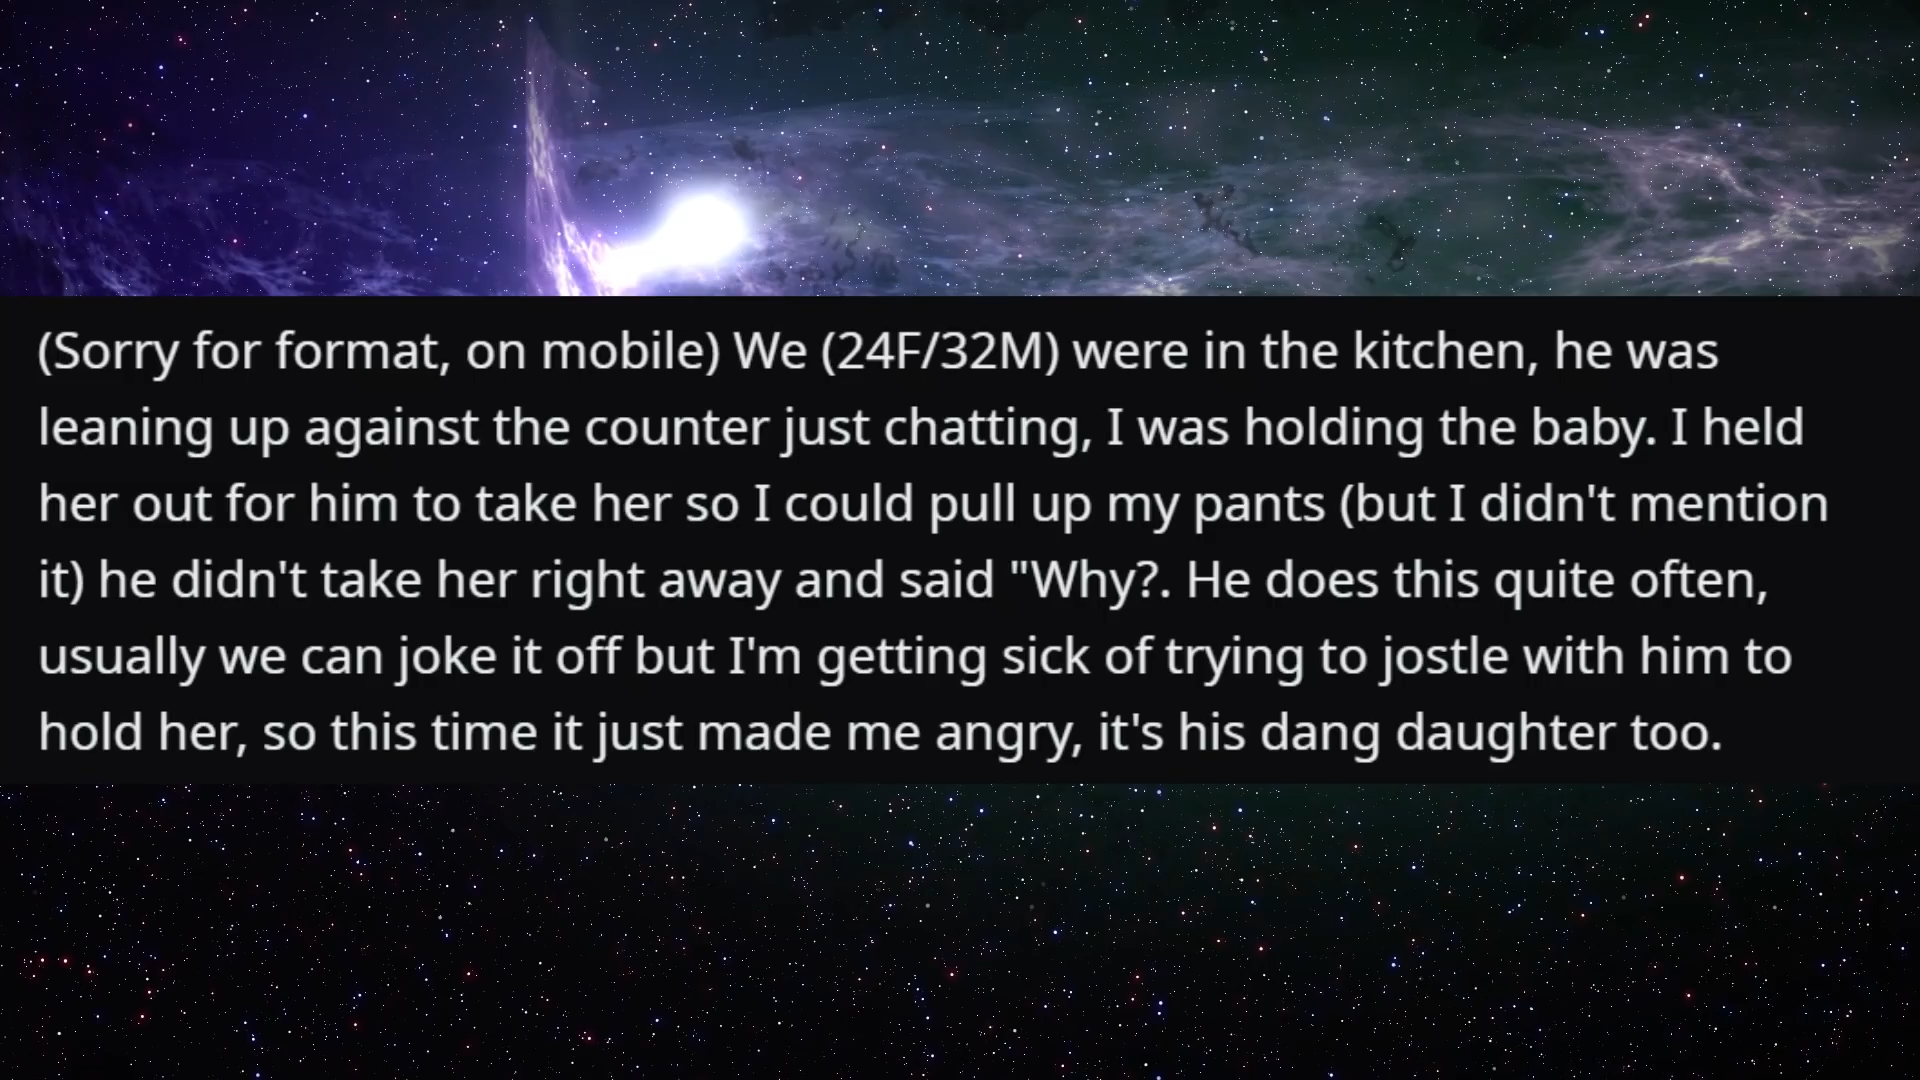 (Sorry for format, on mobile) We (24F/32M) were in the kitchen, he was
leaning up against the counter just chatting, I was holding the baby. I held
her out for him to take her so I could pull up my pants (but I didn't mention
it) he didn't take her right away and said "Why?. He does this quite often,
usually we can joke it off but I'm getting sick of trying to jostle with him to
hold her, so this time it just made me angry, it's his dang daughter too.